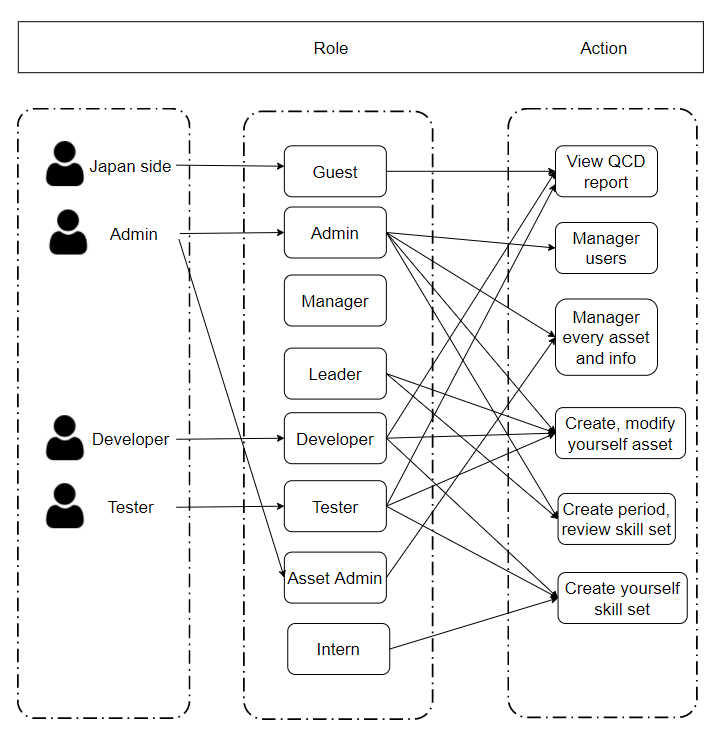 Role
Action
Japan side
Admin
Developer
Tester
Guest
Admin
Manager
Leader
Developer
Tester
Asset Admin
Intern
View QCD
report
Manager
users
Manager
every asset
and info
Create, modify
yourself asset
Create period,
review skill set
Create yourself
skill set